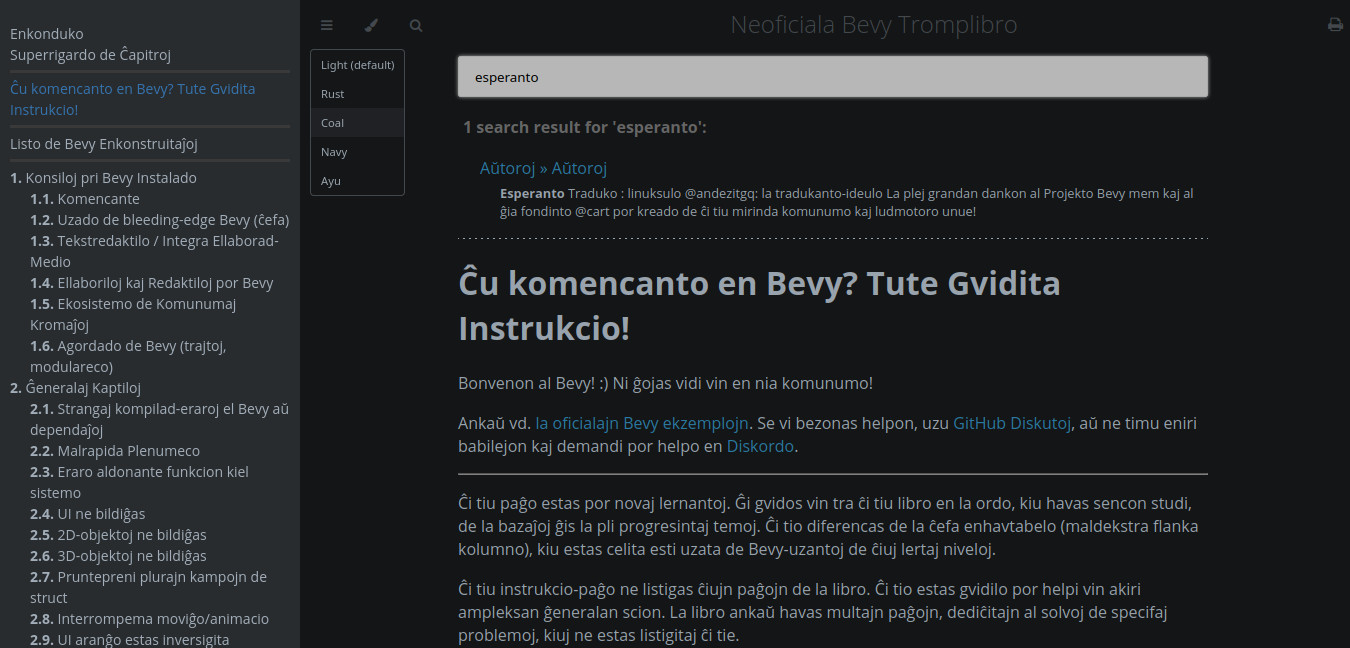 Enkonduko
Superrigardo de Ĉapitroj
Ĉu komencanto en Bevy? Tute Gvidita
Instrukcio!
Listo de Bevy Enkonstruitaĵoj
1. Konsiloj pri Bevy Instalado
1.1. Komencante
1.2. Uzado de bleeding-edge Bevy (ĉefa)
1.3. Tekstredaktilo / Integra Ellaborad-
Medio
1.4. Ellaboriloj kaj Redaktiloj por Bevy
1.5. Ekosistemo de Komunumaj
Kromaĵoj
1.6. Agordado de Bevy (trajtoj,
modulareco)
2. Ĝeneralaj Kaptiloj
2.1. Strangaj kompilad-eraroj el Bevy aŭ
dependaĵoj
2.2. Malrapida Plenumeco
2.3. Eraro aldonante funkcion kiel
sistemo
2.4. UI ne bildiĝas
2.5. 2D-objektoj ne bildiĝas
2.6. 3D-objektoj ne bildiĝas
2.7. Pruntepreni plurajn kampojn de
struct
2.8. Interrompema moviĝo/animacio
2.9. UI aranĝo estas inversigita
Light (default)
Rust
Coal
Navy
Ayu
Neoficiala Bevy Tromplibro
esperanto
1 search result for 'esperanto':
Aŭtoroj » Aŭtoroj
Esperanto Traduko : linuksulo @andezitgq: la tradukanto-ideulo La plej grandan dankon al Projekto Bevy mem kaj al
ĝia fondinto @cart por kreado de ĉi tiu mirinda komunumo kaj ludmotoro unue!
Ĉu komencanto en Bevy? Tute Gvidita
Instrukcio!
Bonvenon al Bevy! :) Ni ĝojas vidi vin en nia komunumo!
Ankaŭ vd. la oficialajn Bevy ekzemplojn. Se vi bezonas helpon, uzu GitHub Diskutoj, aŭ ne timu eniri
babilejon kaj demandi por helpo en Diskordo.
Ĉi tiu paĝo estas por novaj lernantoj. Ĝi gvidos vin tra ĉi tiu libro en la ordo, kiu havas sencon studi,
de la bazaĵoj ĝis la pli progresintaj temoj. Ĉi tio diferencas de la ĉefa enhavtabelo (maldekstra flanka
kolumno), kiu estas celita esti uzata de Bevy-uzantoj de ĉiuj lertaj niveloj.
Ĉi tiu instrukcio-paĝo ne listigas ĉiujn paĝojn de la libro. Ĉi tio estas gvidilo por helpi vin akiri
ampleksan ĝeneralan scion. La libro ankaŭ havas multajn paĝojn, dediĉitajn al solvoj de specifaj
problemoj, kiuj ne estas listigitaj ĉi tie.